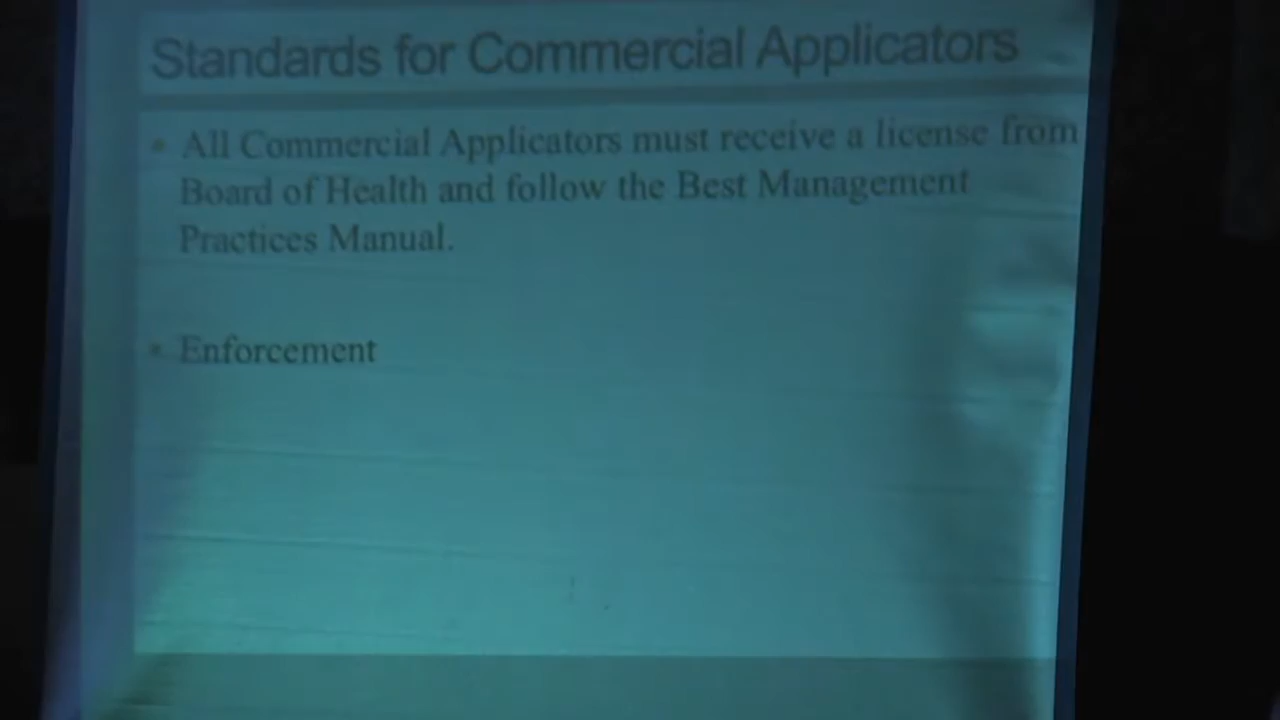 Standards for Commercial Applicators
• All Commercial Applicators must receive a license from
Board of Health and follow the Best Management
Practices Manual.
• Enforcement